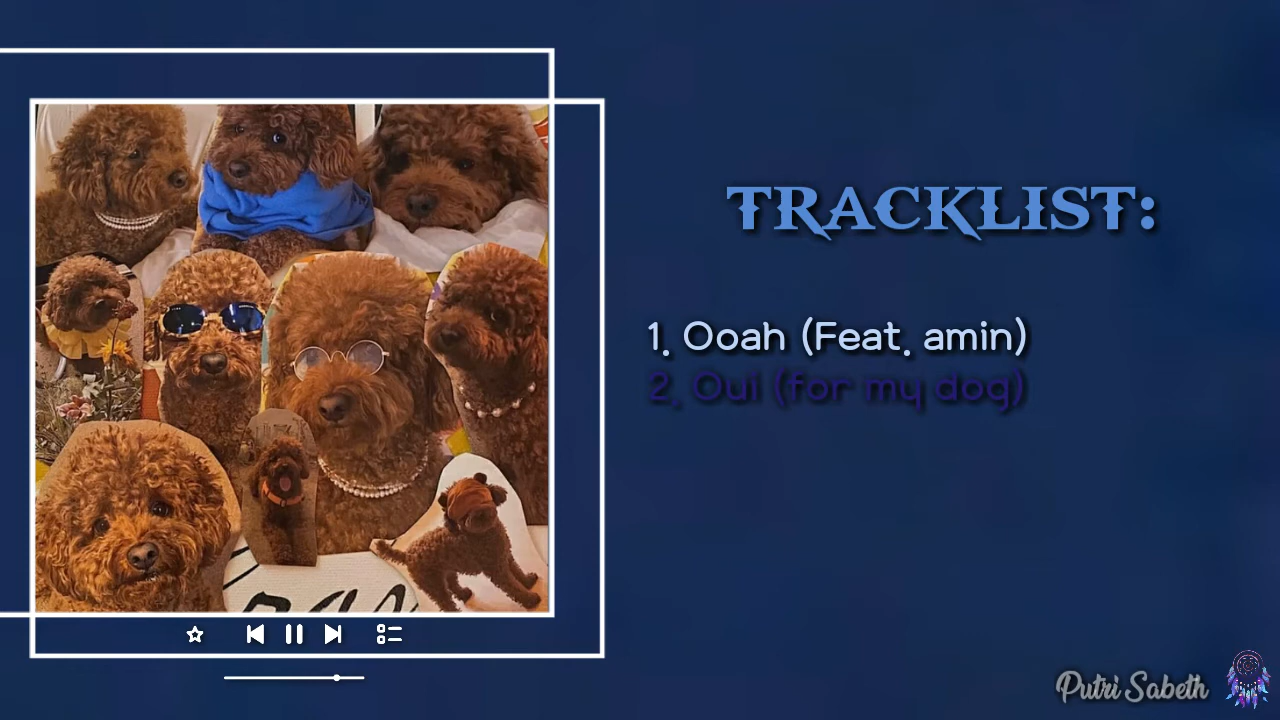 TRACKLIST:
1. Ooah (Feat. amin)
2. Oui (for my dog)
Putri Sabeth